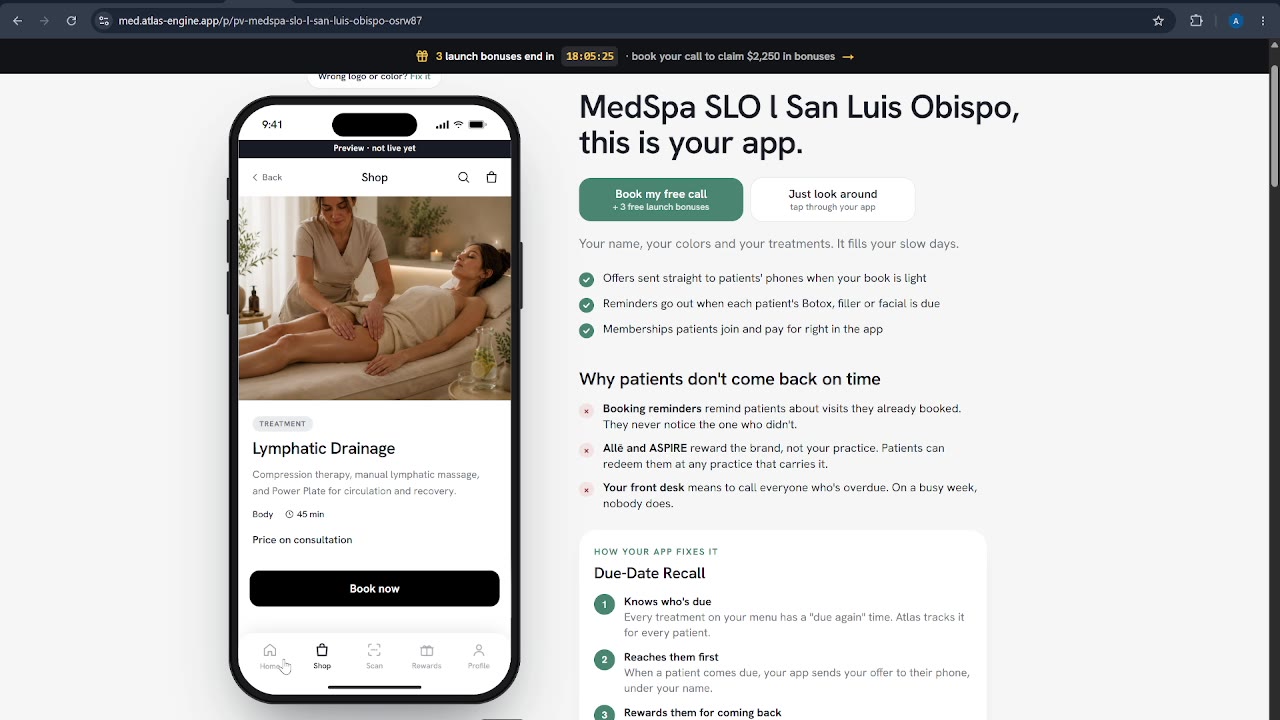 med.atlas-engine.app/p/pv-medspa-slo-l-san-luis-obispo-osrw87
A
3 launch bonuses end in 18:05:25 · book your call to claim $2,250 in bonuses →
Wrong logo or color? Fix it
9:41
Preview · not live yet
Back
Shop
TREATMENT
Lymphatic Drainage
Compression therapy, manual lymphatic massage,
and Power Plate for circulation and recovery.
Body 45 min
Price on consultation
Book now
Home
Shop
Scan
Rewards
Profile
MedSpa SLO l San Luis Obispo,
this is your app.
Book my free call
+ 3 free launch bonuses
Just look around
tap through your app
Your name, your colors and your treatments. It fills your slow days.
Offers sent straight to patients' phones when your book is light
Reminders go out when each patient's Botox, filler or facial is due
Memberships patients join and pay for right in the app
Why patients don't come back on time
Booking reminders remind patients about visits they already booked.
They never notice the one who didn't.
Allē and ASPIRE reward the brand, not your practice. Patients can
redeem them at any practice that carries it.
Your front desk means to call everyone who's overdue. On a busy week,
nobody does.
HOW YOUR APP FIXES IT
Due-Date Recall
1 Knows who's due
Every treatment on your menu has a "due again" time. Atlas tracks it
for every patient.
2 Reaches them first
When a patient comes due, your app sends your offer to their phone,
under your name.
3 Rewards them for coming back